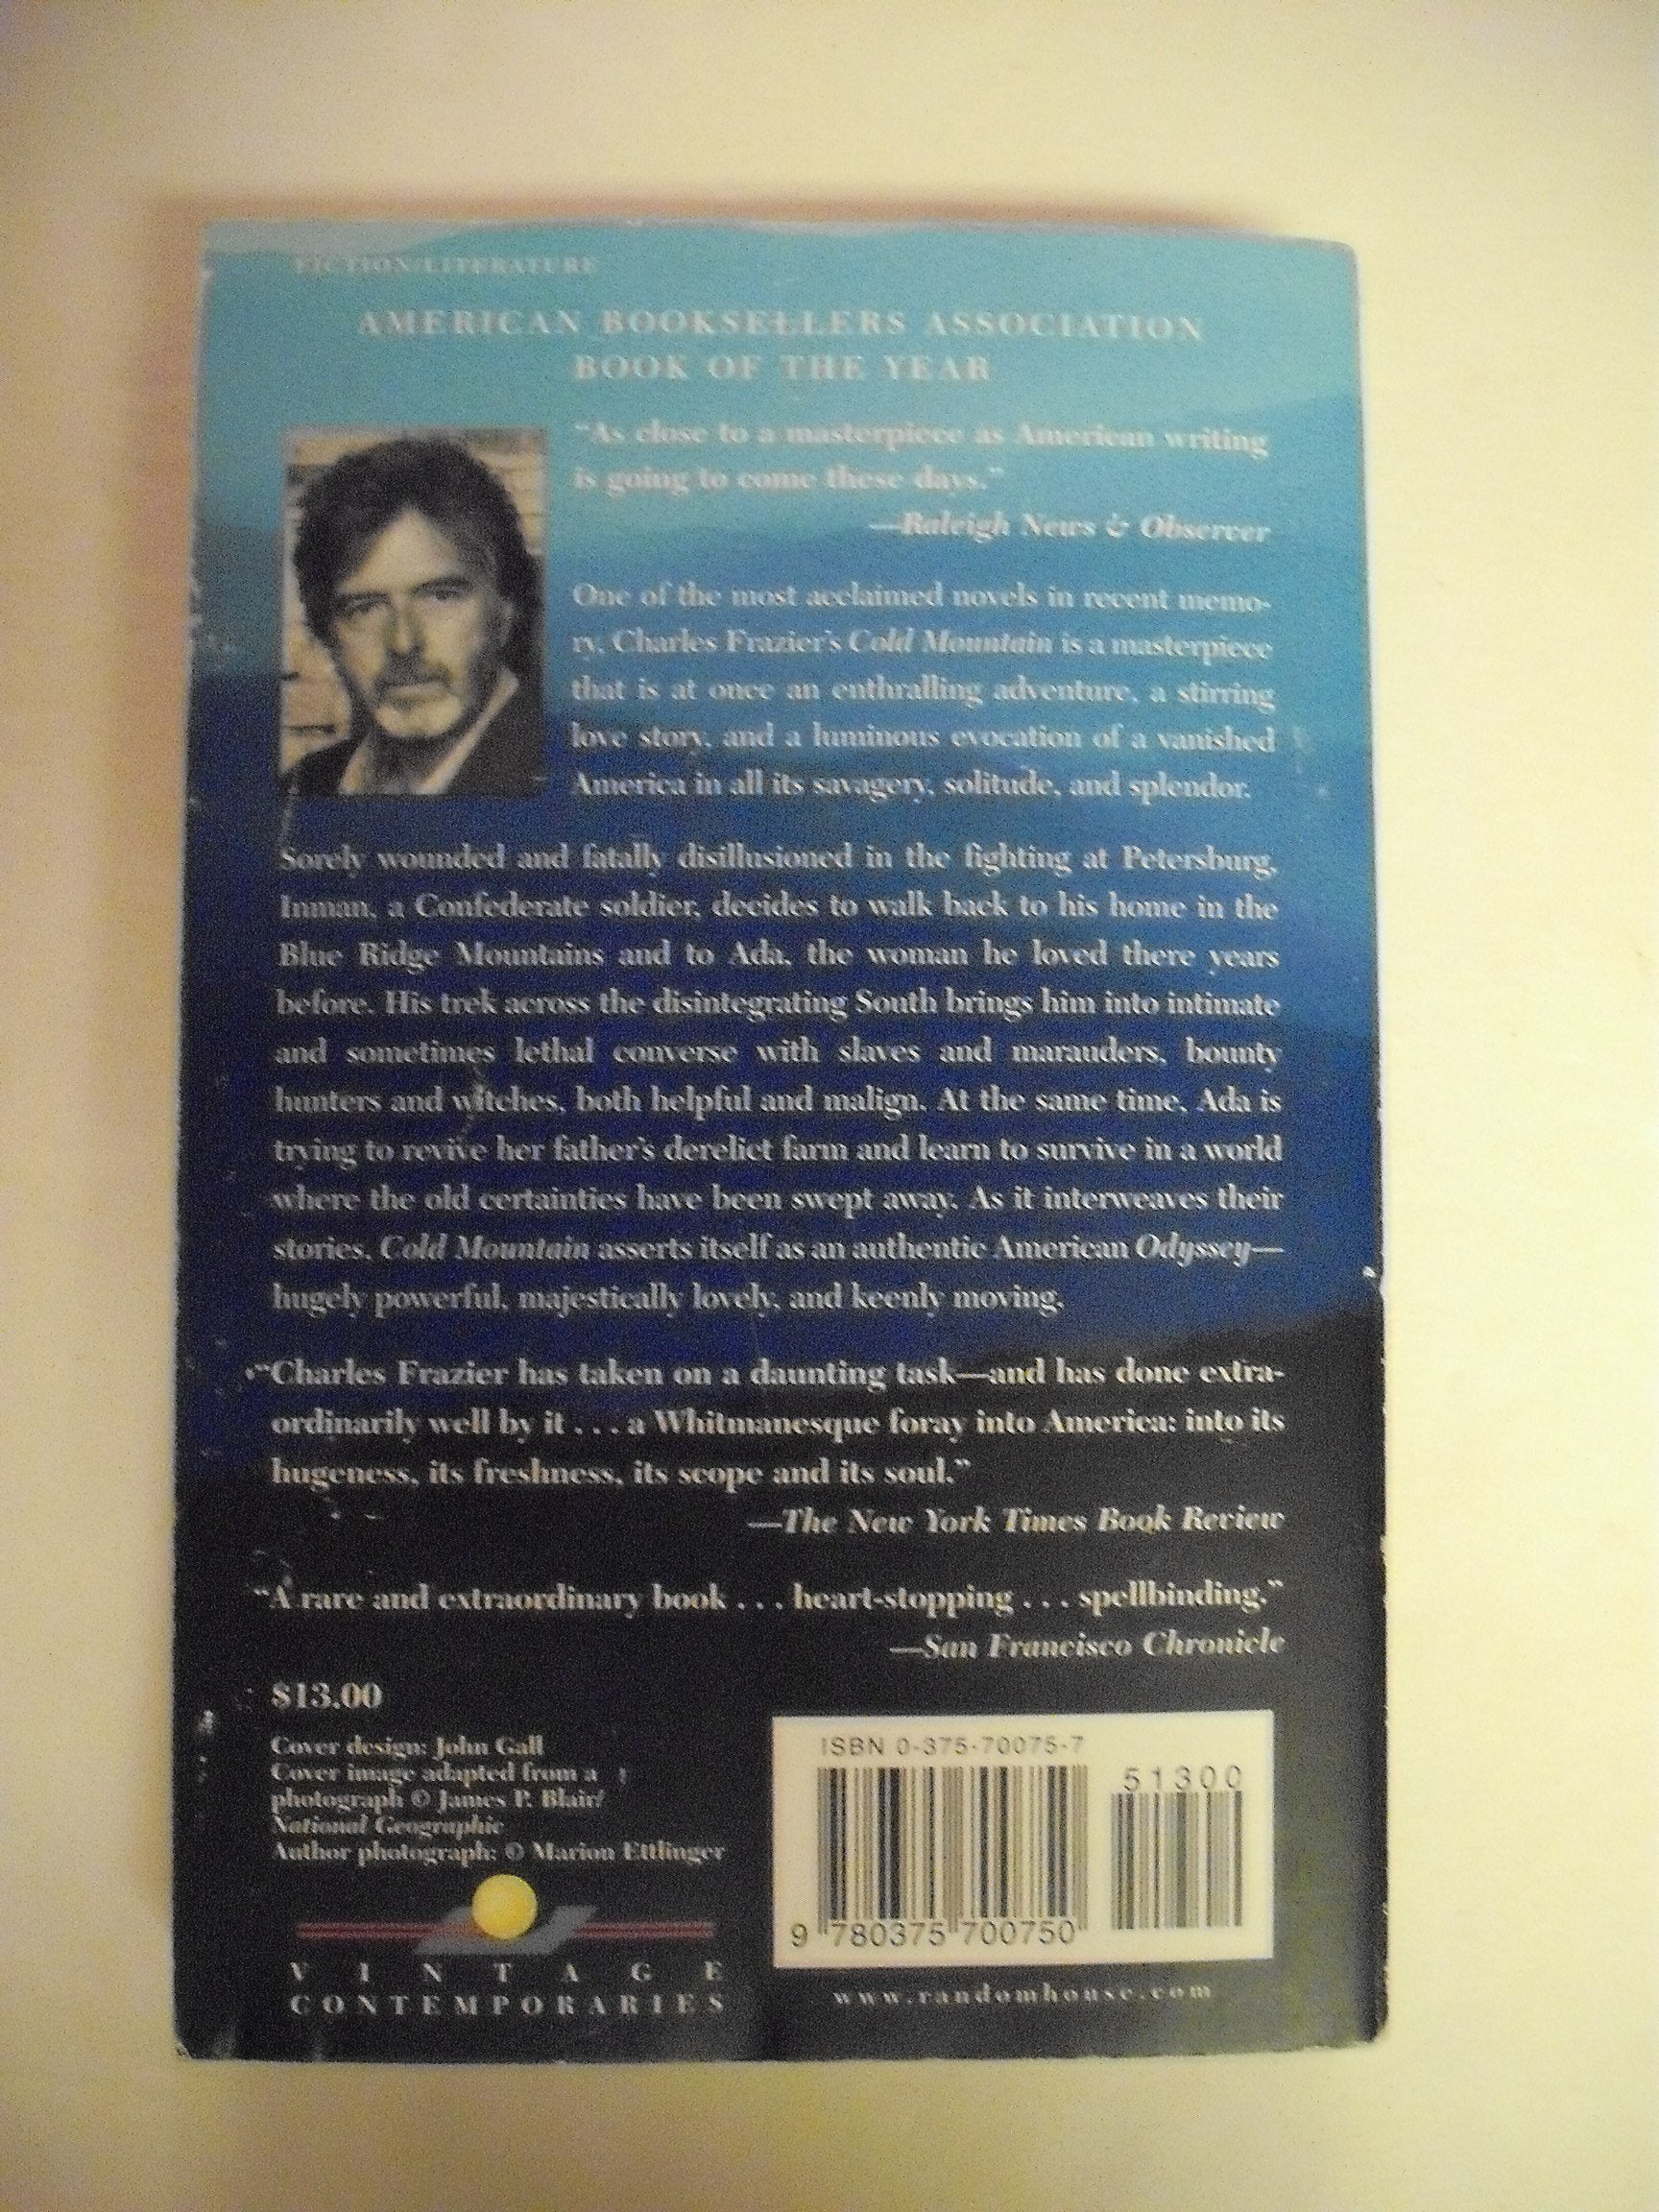 FICTION/LITERATURE
AMERICAN BOOKSELLERS ASSOCIATION
BOOK OF THE YEAR
“As close to a masterpiece as American writing
is going to come these days.”
—Raleigh News & Observer
One of the most acclaimed novels in recent memo-
ry, Charles Frazier’s Cold Mountain is a masterpiece
that is at once an enthralling adventure, a stirring
love story, and a luminous evocation of a vanished
America in all its savagery, solitude, and splendor.
Sorely wounded and fatally disillusioned in the fighting at Petersburg,
Inman, a Confederate soldier, decides to walk back to his home in the
Blue Ridge Mountains and to Ada, the woman he loved there years
before. His trek across the disintegrating South brings him into intimate
and sometimes lethal converse with slaves and marauders, bounty
hunters and witches, both helpful and malign. At the same time, Ada is
trying to revive her father’s derelict farm and learn to survive in a world
where the old certainties have been swept away. As it interweaves their
stories, Cold Mountain asserts itself as an authentic American Odyssey—
hugely powerful, majestically lovely, and keenly moving.
“Charles Frazier has taken on a daunting task—and has done extra-
ordinarily well by it . . . a Whitmanesque foray into America: into its
hugeness, its freshness, its scope and its soul.”
—The New York Times Book Review
“A rare and extraordinary book . . . heart-stopping . . . spellbinding.”
—San Francisco Chronicle
$13.00
Cover design: John Gall
Cover image adapted from a
photograph © James P. Blair/
National Geographic
Author photograph: © Marion Ettlinger
VINTAGE
CONTEMPORARIES
ISBN 0-375-70075-7
51300
9 780375 700750
www.randomhouse.com